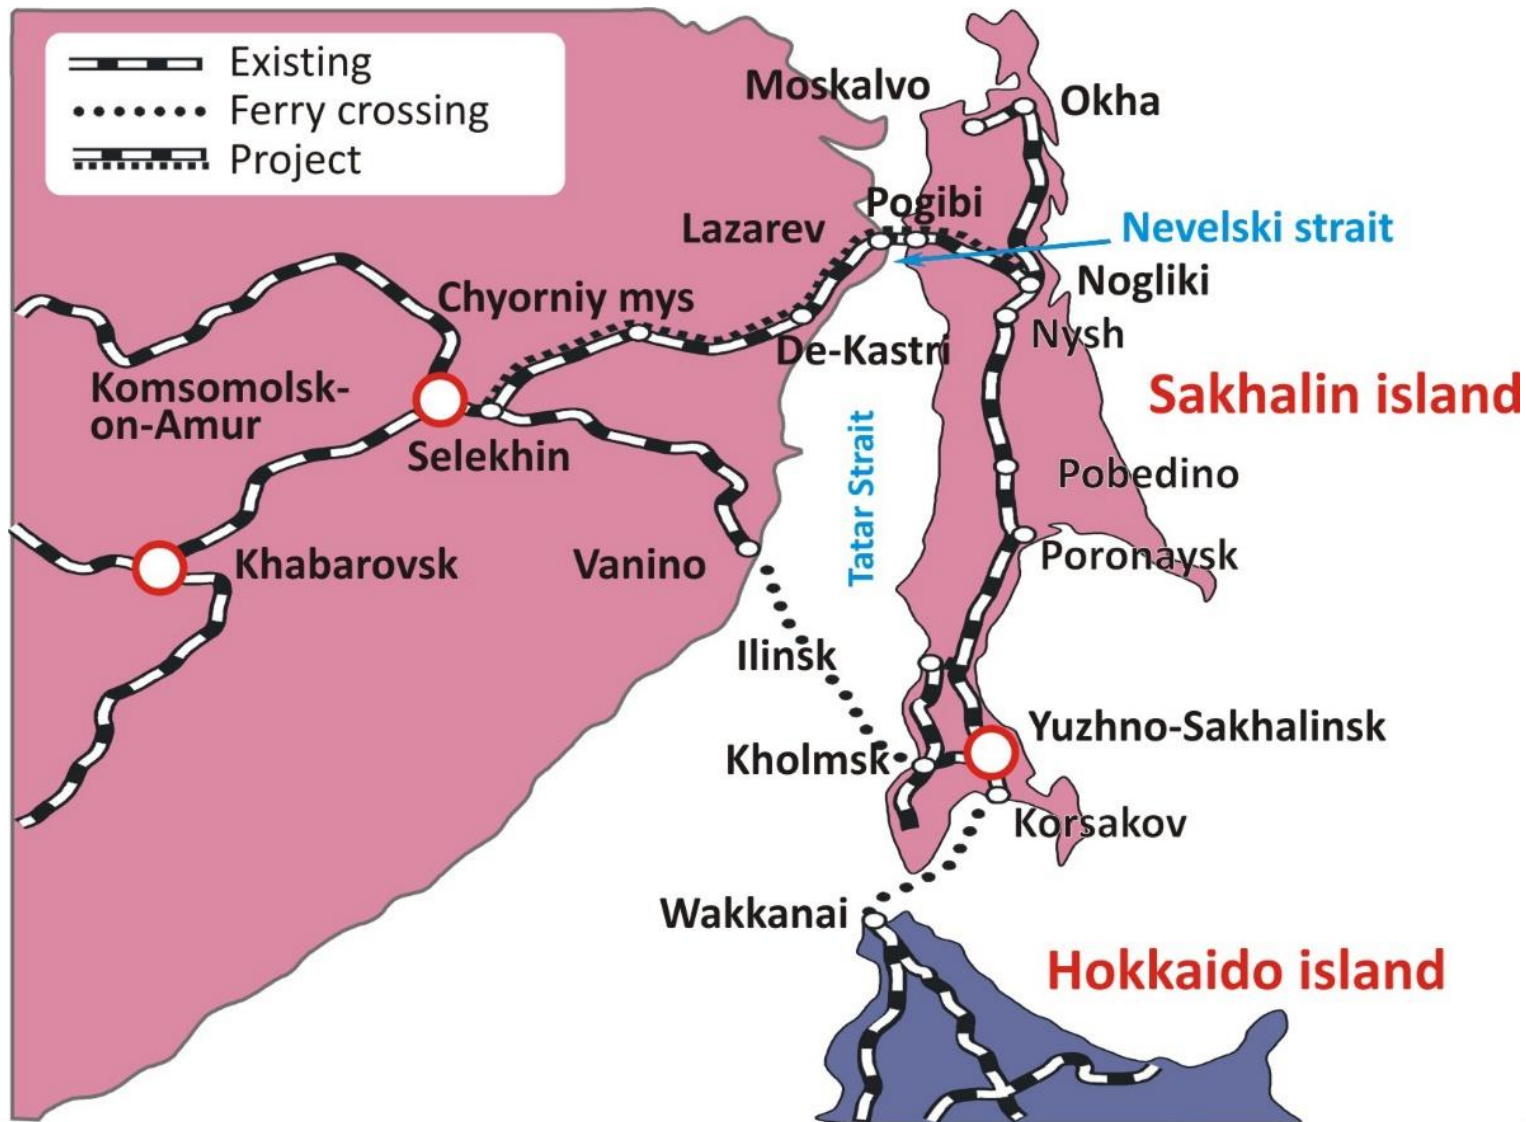 Existing
Ferry crossing
Project
Moskalvo
Okha
Pogibi
Lazarev
Nevelski strait
Chyorniy mys
Nogliki
Nysh
De-Kastri
Komsomolsk-
on-Amur
Sakhalin island
Selekhin
Tatar Strait
Pobedino
Khabarovsk
Vanino
Poronaysk
Ilinsk
Yuzhno-Sakhalinsk
Kholmsk
Korsakov
Wakkanai
Hokkaido island